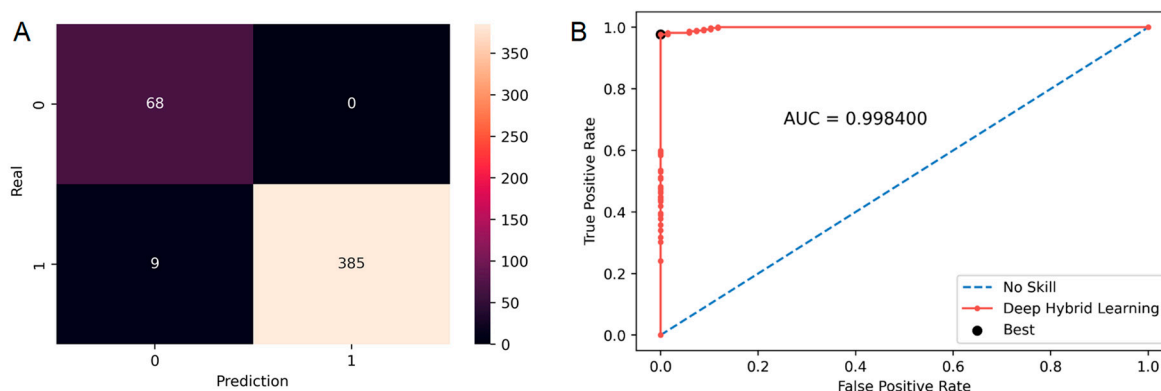 A
0
1
Real
68
0
9
385
0
1
Prediction
350
300
250
200
150
100
50
0
B
1.0
0.8
0.6
0.4
0.2
0.0
True Positive Rate
AUC = 0.998400
No Skill
Deep Hybrid Learning
Best
0.0 0.2 0.4 0.6 0.8 1.0
False Positive Rate